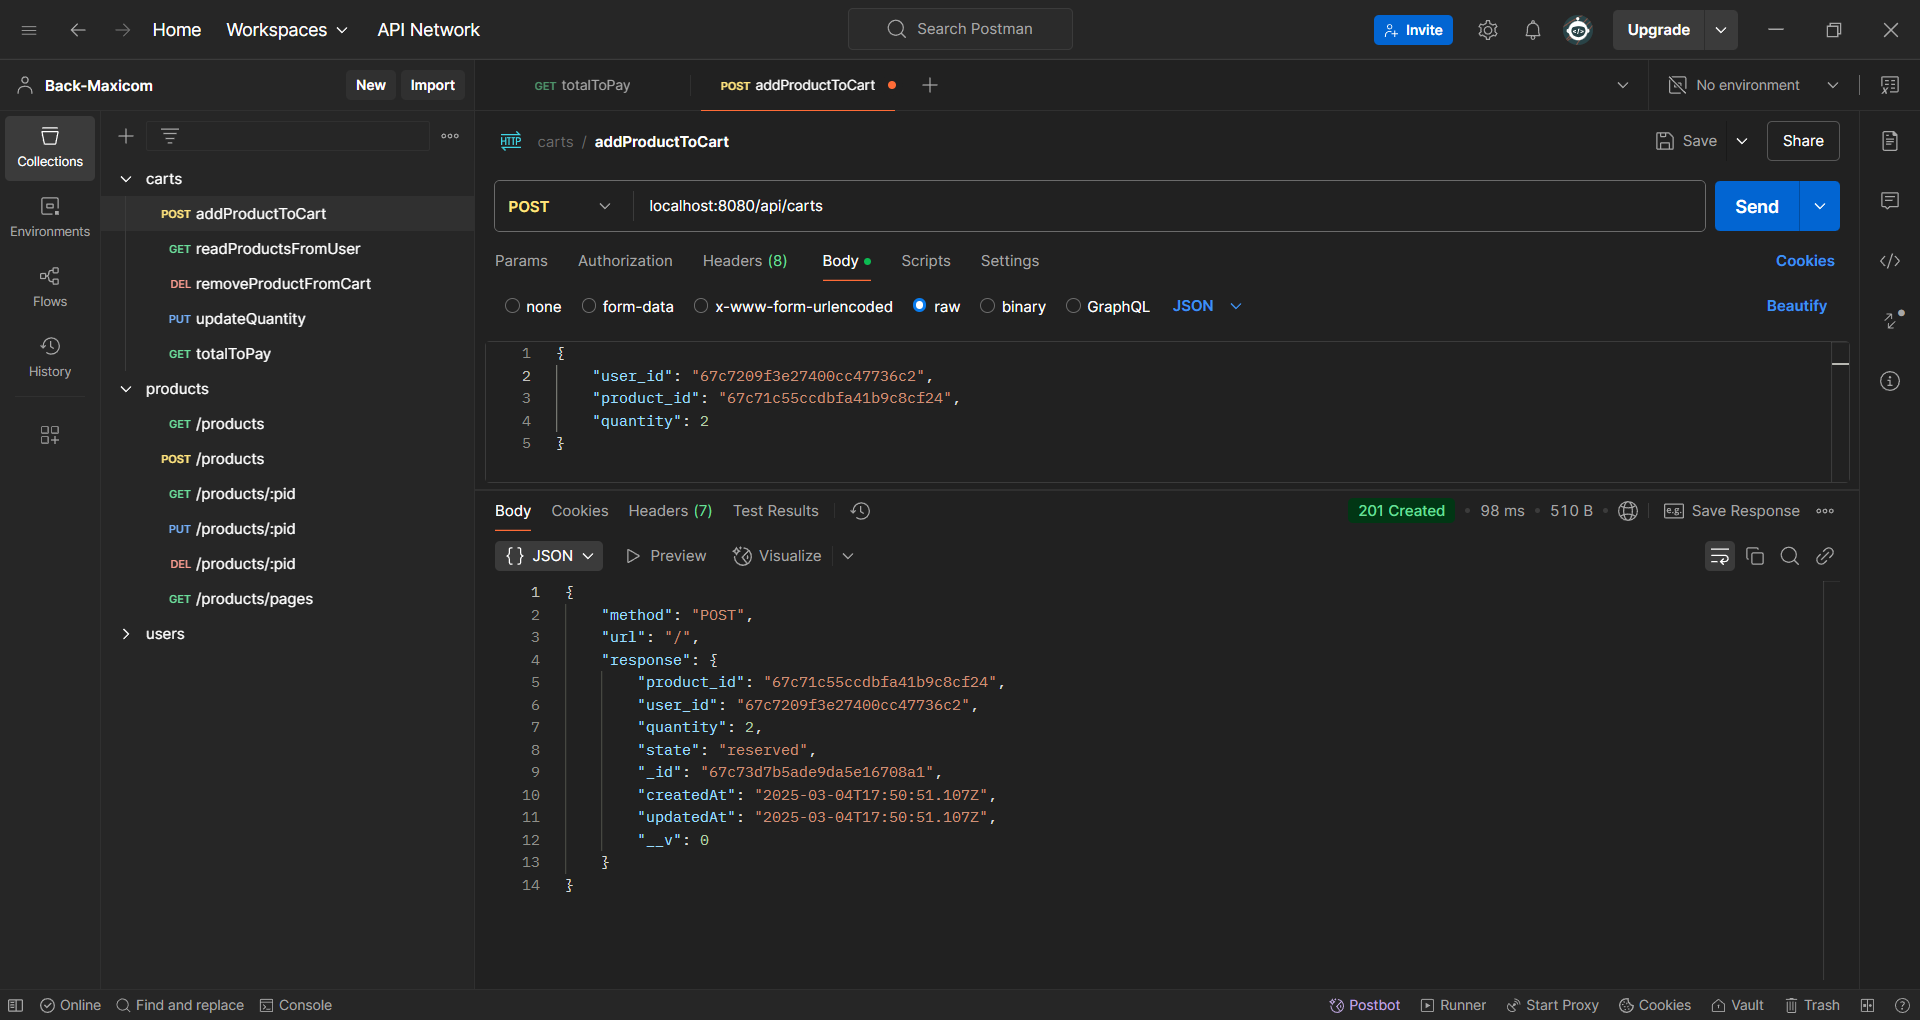 Home Workspaces API Network Search Postman Invite Upgrade
Back-Maxicom New Import GET totalToPay POST addProductToCart No environment
Collections
Environments
Flows
History
carts
POST addProductToCart
GET readProductsFromUser
DEL removeProductFromCart
PUT updateQuantity
GET totalToPay
products
GET /products
POST /products
GET /products/:pid
PUT /products/:pid
DEL /products/:pid
GET /products/pages
users
HTTP carts / addProductToCart Save Share
POST localhost:8080/api/carts Send
Params Authorization Headers (8) Body Scripts Settings Cookies
none form-data x-www-form-urlencoded raw binary GraphQL JSON Beautify
1 {
2 "user_id": "67c7209f3e27400cc47736c2",
3 "product_id": "67c71c55ccdbfa41b9c8cf24",
4 "quantity": 2
5 }
Body Cookies Headers (7) Test Results 201 Created 98 ms 510 B e.g. Save Response
{} JSON Preview Visualize
1 {
2 "method": "POST",
3 "url": "/",
4 "response": {
5 "product_id": "67c71c55ccdbfa41b9c8cf24",
6 "user_id": "67c7209f3e27400cc47736c2",
7 "quantity": 2,
8 "state": "reserved",
9 "_id": "67c73d7b5ade9da5e16708a1",
10 "createdAt": "2025-03-04T17:50:51.107Z",
11 "updatedAt": "2025-03-04T17:50:51.107Z",
12 "__v": 0
13 }
14 }
Online Find and replace Console Postbot Runner Start Proxy Cookies Vault Trash